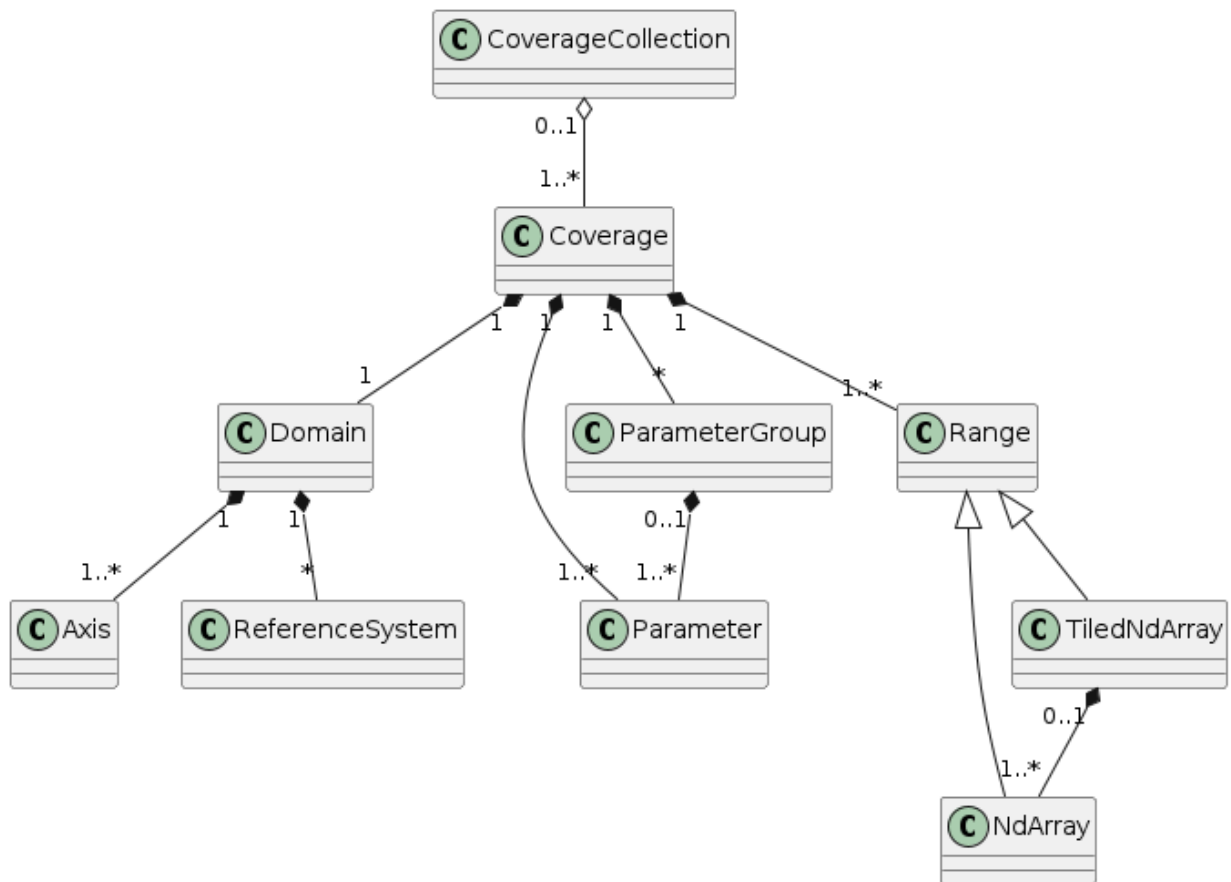 C CoverageCollection
0..1
1..*
C Coverage
1 1 1 1
1 * 1..*
C Domain
C ParameterGroup
C Range
1 1 0..1
1..* * 1..* 1..*
C Axis
C ReferenceSystem
C Parameter
C TiledNdArray
0..1
1..*
C NdArray